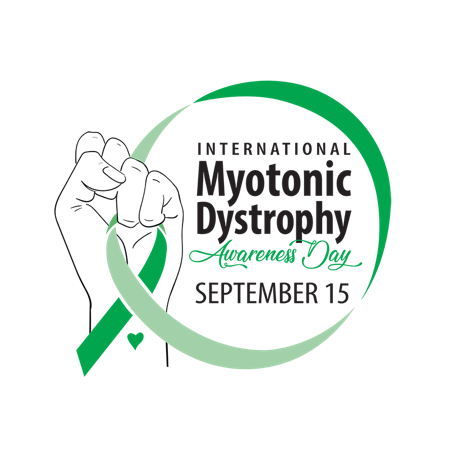 INTERNATIONAL
Myotonic
Dystrophy
Awareness Day
SEPTEMBER 15